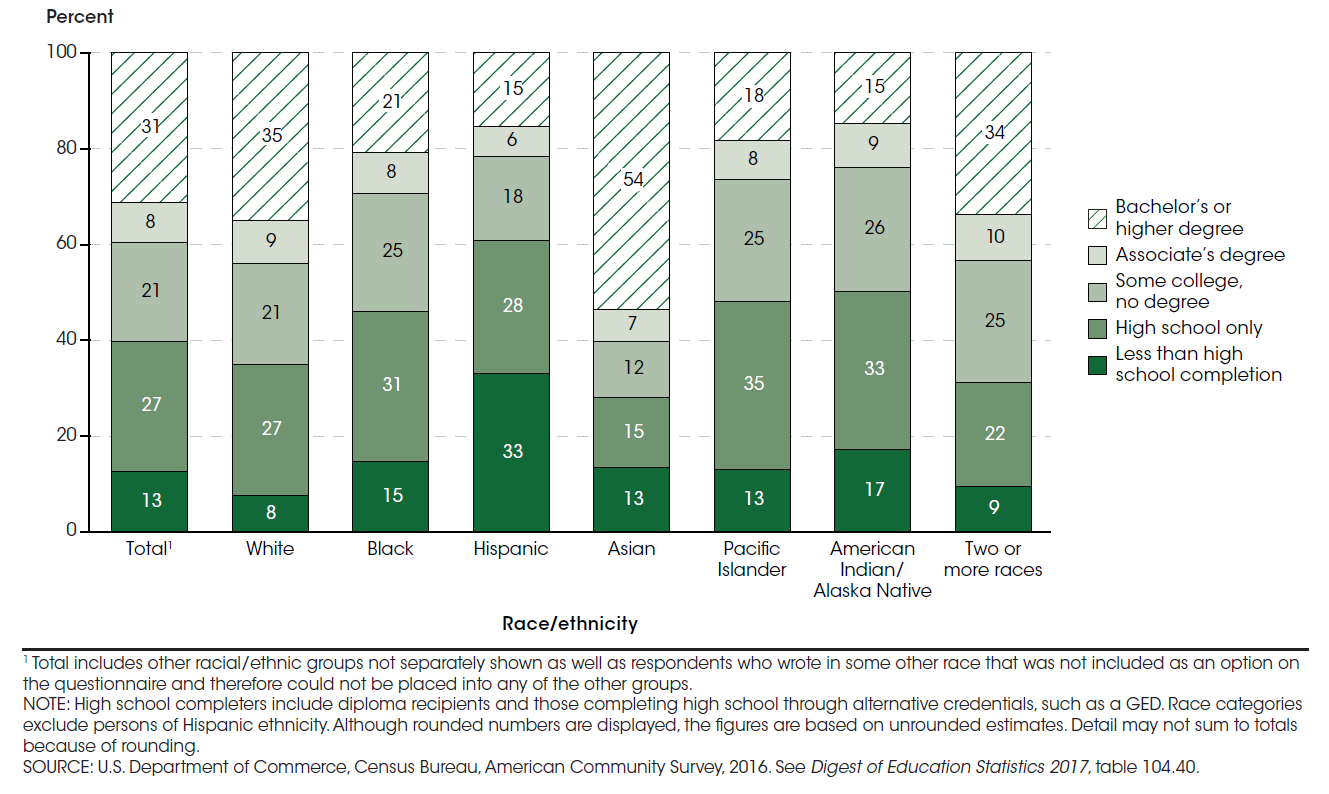 Percent
100
80
60
40
20
0
31
8
21
27
13
35
9
21
27
8
21
8
25
31
15
15
6
18
28
33
54
7
12
15
13
18
8
25
35
13
15
9
26
33
17
34
10
25
22
9
Total¹
White
Black
Hispanic
Asian
Pacific
Islander
American
Indian/
Alaska Native
Two or
more races
Race/ethnicity
Bachelor’s or
higher degree
Associate’s degree
Some college,
no degree
High school only
Less than high
school completion
¹ Total includes other racial/ethnic groups not separately shown as well as respondents who wrote in some other race that was not included as an option on
the questionnaire and therefore could not be placed into any of the other groups.
NOTE: High school completers include diploma recipients and those completing high school through alternative credentials, such as a GED. Race categories
exclude persons of Hispanic ethnicity. Although rounded numbers are displayed, the figures are based on unrounded estimates. Detail may not sum to totals
because of rounding.
SOURCE: U.S. Department of Commerce, Census Bureau, American Community Survey, 2016. See Digest of Education Statistics 2017, table 104.40.